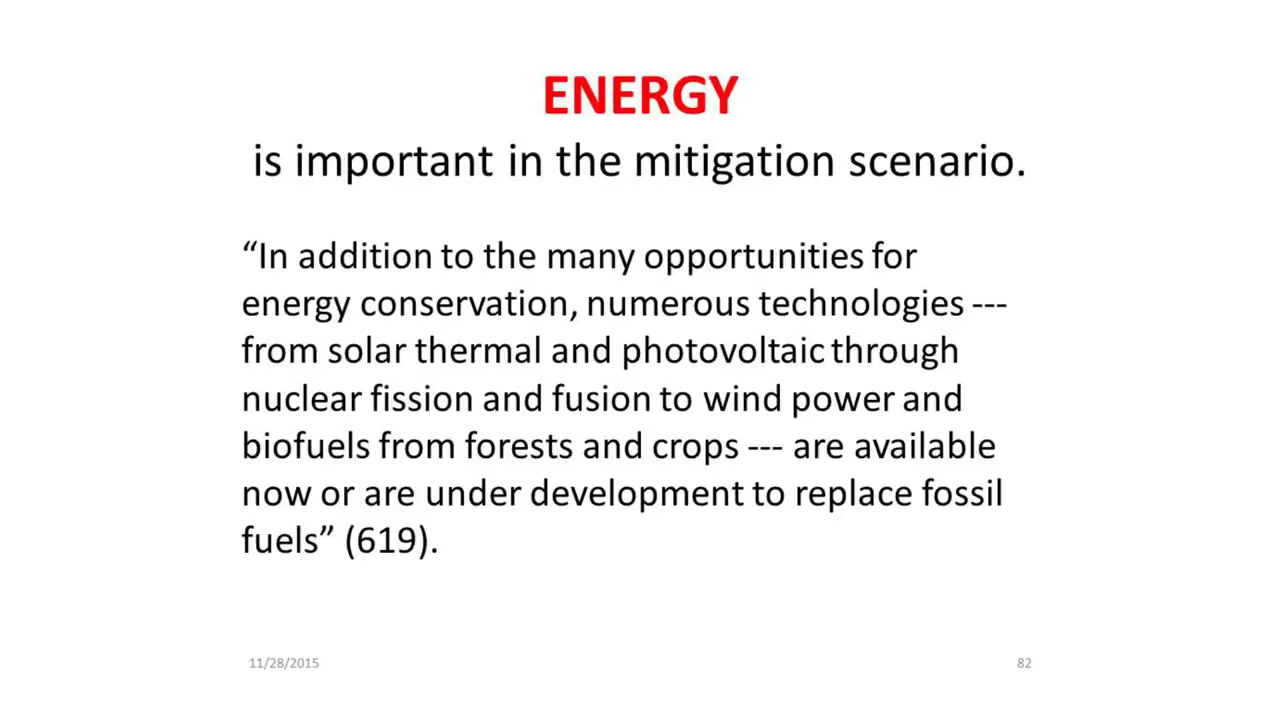 ENERGY
is important in the mitigation scenario.
“In addition to the many opportunities for
energy conservation, numerous technologies ---
from solar thermal and photovoltaic through
nuclear fission and fusion to wind power and
biofuels from forests and crops --- are available
now or are under development to replace fossil
fuels” (619).
11/28/2015
82